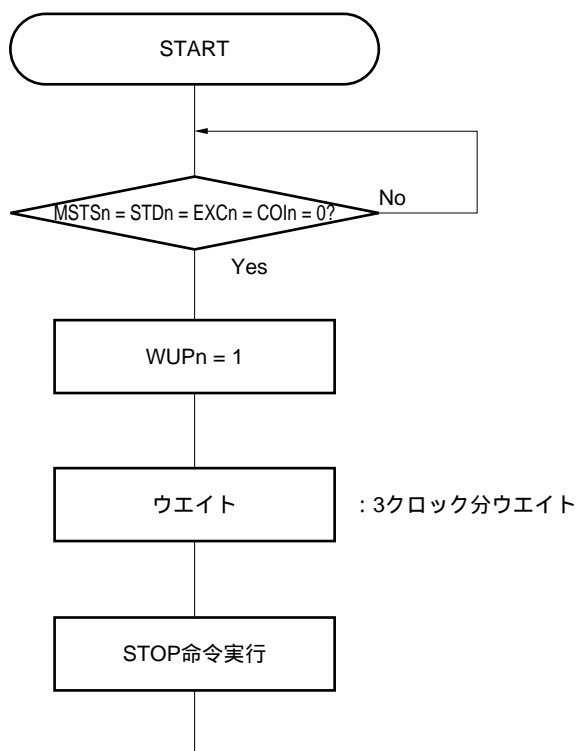 START
MSTSn = STDn = EXCn = COIn = 0?
No
Yes
WUPn = 1
ウエイト
：3クロック分ウエイト
STOP命令実行